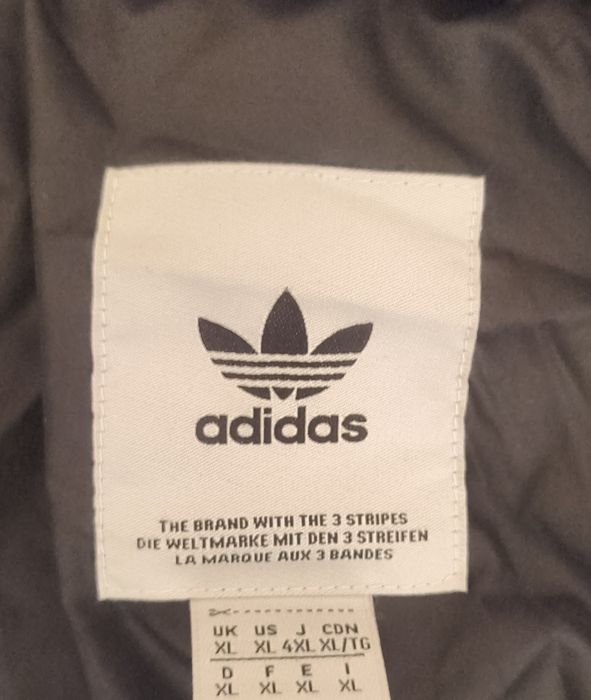 adidas
THE BRAND WITH THE 3 STRIPES
DIE WELTMARKE MIT DEN 3 STREIFEN
LA MARQUE AUX 3 BANDES
UK US J CDN
XL XL 4XL XL/TG
D F E I
XL XL XL XL